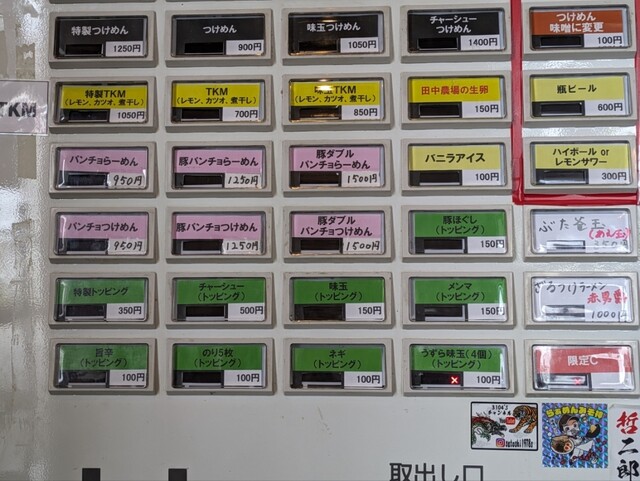 特製つけめん
1250円
つけめん
900円
味玉つけめん
1050円
チャーシュー
つけめん
1400円
つけめん
味噌に変更
100円
TKM
特製TKM
(レモン、カツオ、煮干し)
1050円
TKM
(レモン、カツオ、煮干し)
700円
TKM
(レモン、カツオ、煮干し)
850円
田中農場の生卵
150円
瓶ビール
600円
パンチョらーめん
950円
豚パンチョらーめん
1250円
豚ダブル
パンチョらーめん
1500円
バニラアイス
100円
ハイボール or
レモンサワー
300円
パンチョつけめん
950円
豚パンチョつけめん
1250円
豚ダブル
パンチョつけめん
1500円
豚ほぐし
(トッピング)
150円
ぶた釜玉
特製トッピング
350円
チャーシュー
(トッピング)
500円
味玉
(トッピング)
150円
メンマ
(トッピング)
150円
1000円
旨辛
(トッピング)
100円
のり5枚
(トッピング)
100円
ネギ
(トッピング)
100円
うずら味玉(4個)
(トッピング)
100円
限定C
哲二郎
取出し口